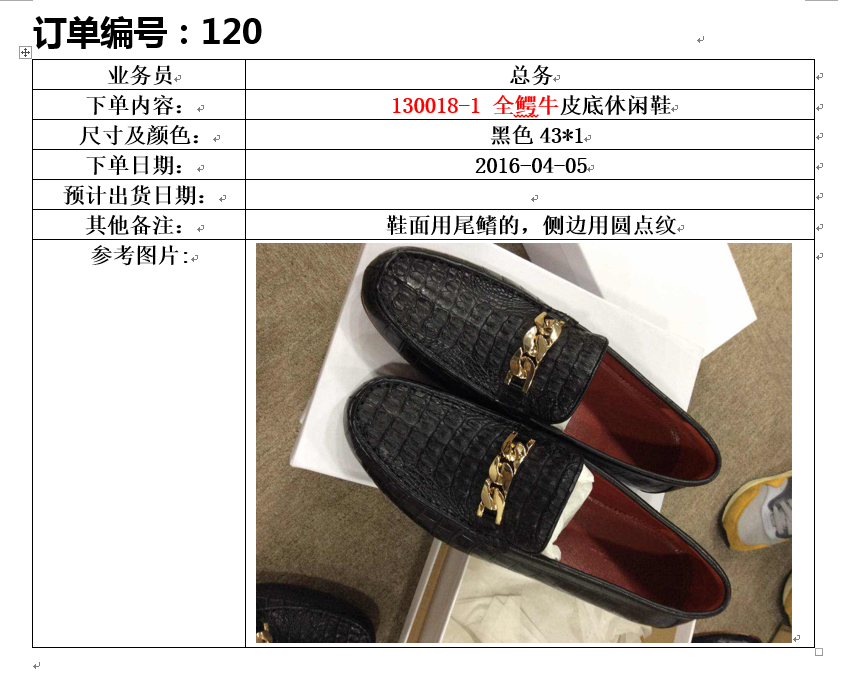 订单编号：120
业务员 总务
下单内容： 130018-1 全鳄牛皮底休闲鞋
尺寸及颜色： 黑色 43*1
下单日期： 2016-04-05
预计出货日期：
其他备注： 鞋面用尾鳍的，侧边用圆点纹
参考图片: